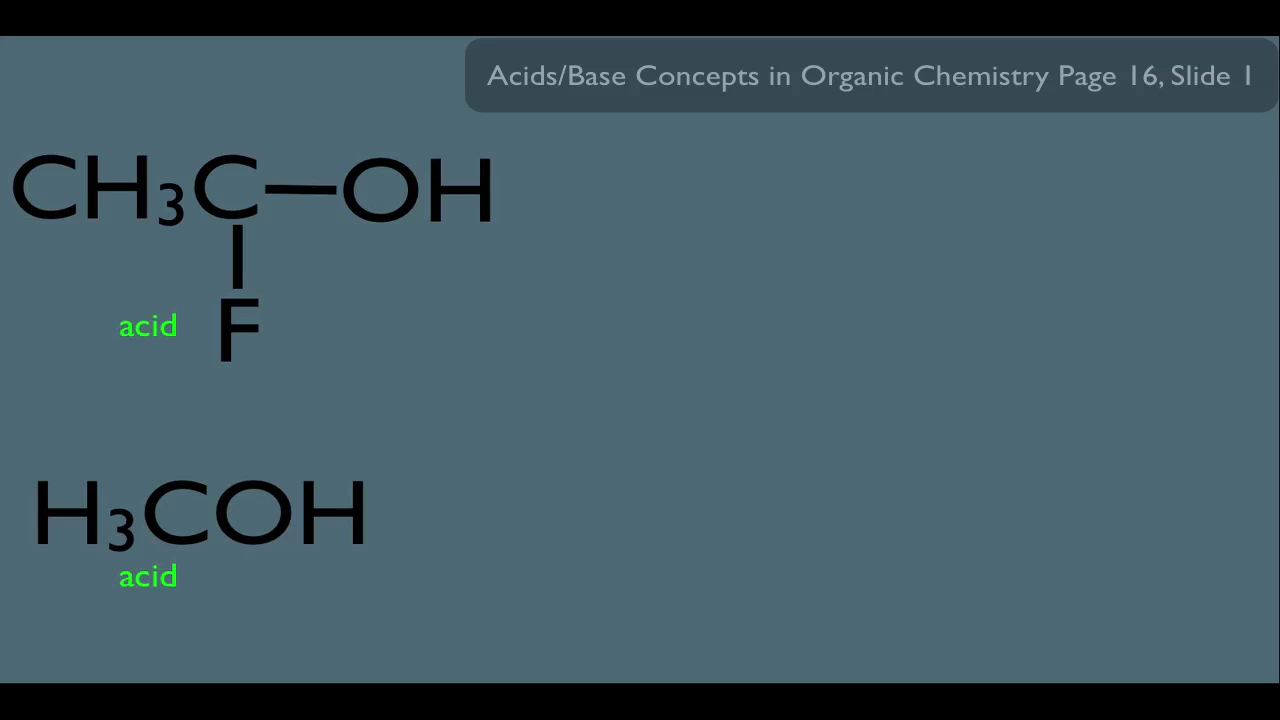 Acids/Base Concepts in Organic Chemistry Page 16, Slide 1
CH₃C—OH
F
acid
H₃COH
acid